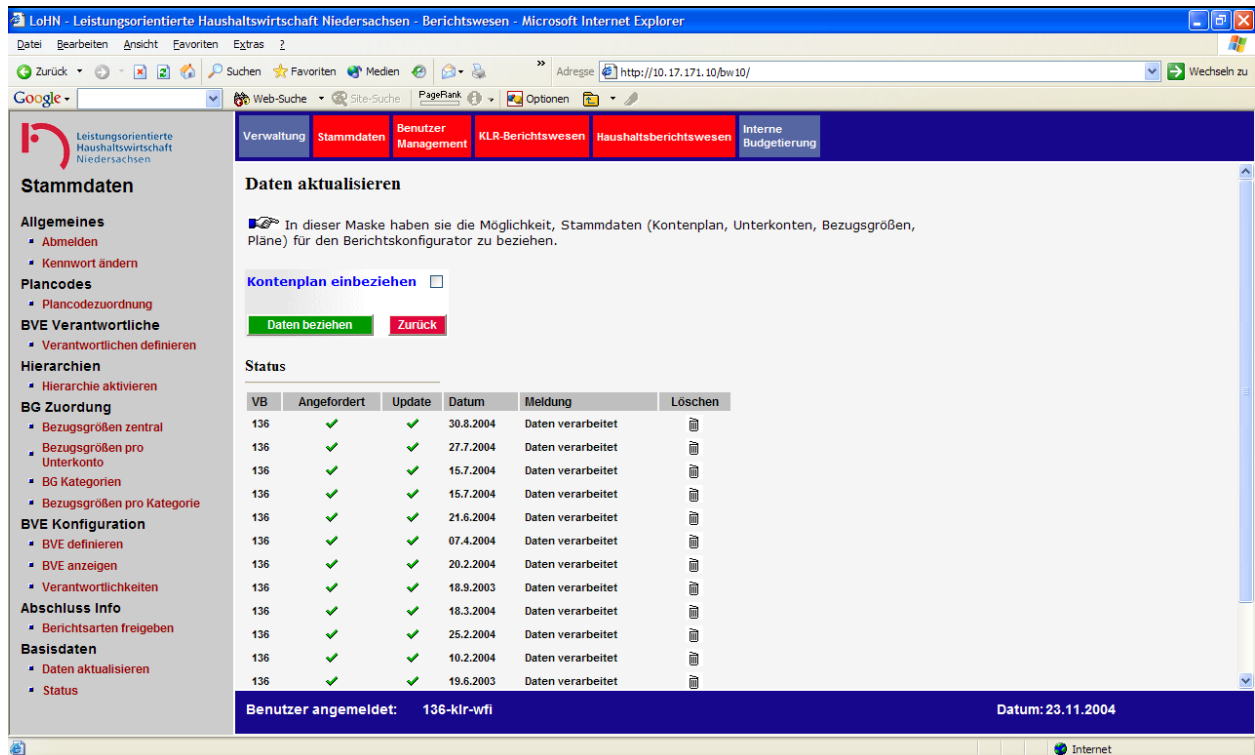 LoHN - Leistungsorientierte Haushaltswirtschaft Niedersachsen - Berichtswesen - Microsoft Internet Explorer
Datei Bearbeiten Ansicht Favoriten Extras ?
Zurück Suchen Favoriten Medien » Adresse http://10.17.171.10/bw10/ Wechseln zu
Google Web-Suche Site-Suche PageRank Optionen
Leistungsorientierte
Haushaltswirtschaft
Niedersachsen
Verwaltung
Stammdaten
Benutzer
Management
KLR-Berichtswesen
Haushaltsberichtswesen
Interne
Budgetierung
Stammdaten
Allgemeines
Abmelden
Kennwort ändern
Plancodes
Plancodezuordnung
BVE Verantwortliche
Verantwortlichen definieren
Hierarchien
Hierarchie aktivieren
BG Zuordung
Bezugsgrößen zentral
Bezugsgrößen pro
Unterkonto
BG Kategorien
Bezugsgrößen pro Kategorie
BVE Konfiguration
BVE definieren
BVE anzeigen
Verantwortlichkeiten
Abschluss Info
Berichtsarten freigeben
Basisdaten
Daten aktualisieren
Status
Daten aktualisieren
In dieser Maske haben sie die Möglichkeit, Stammdaten (Kontenplan, Unterkonten, Bezugsgrößen,
Pläne) für den Berichtskonfigurator zu beziehen.
Kontenplan einbeziehen
Daten beziehen Zurück
Status
VB Angefordert Update Datum Meldung Löschen
136 ✔ ✔ 30.8.2004 Daten verarbeitet
136 ✔ ✔ 27.7.2004 Daten verarbeitet
136 ✔ ✔ 15.7.2004 Daten verarbeitet
136 ✔ ✔ 15.7.2004 Daten verarbeitet
136 ✔ ✔ 21.6.2004 Daten verarbeitet
136 ✔ ✔ 07.4.2004 Daten verarbeitet
136 ✔ ✔ 20.2.2004 Daten verarbeitet
136 ✔ ✔ 18.9.2003 Daten verarbeitet
136 ✔ ✔ 18.3.2004 Daten verarbeitet
136 ✔ ✔ 25.2.2004 Daten verarbeitet
136 ✔ ✔ 10.2.2004 Daten verarbeitet
136 ✔ ✔ 19.6.2003 Daten verarbeitet
Benutzer angemeldet: 136-klr-wfi Datum: 23.11.2004
Internet